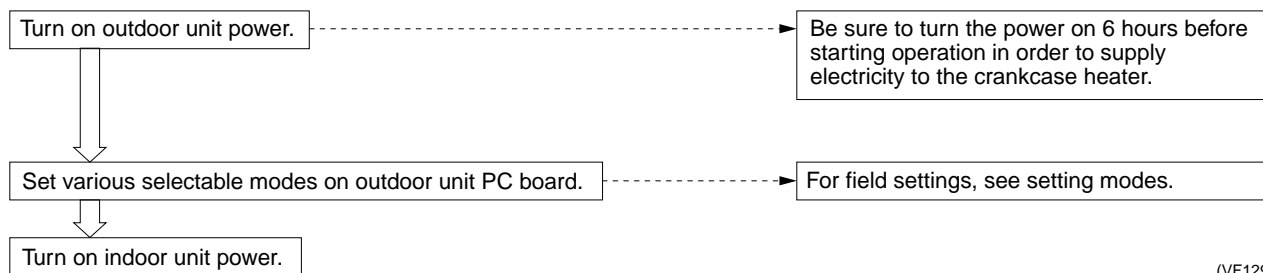 Turn on outdoor unit power.
Be sure to turn the power on 6 hours before
starting operation in order to supply
electricity to the crankcase heater.
Set various selectable modes on outdoor unit PC board.
For field settings, see setting modes.
Turn on indoor unit power.